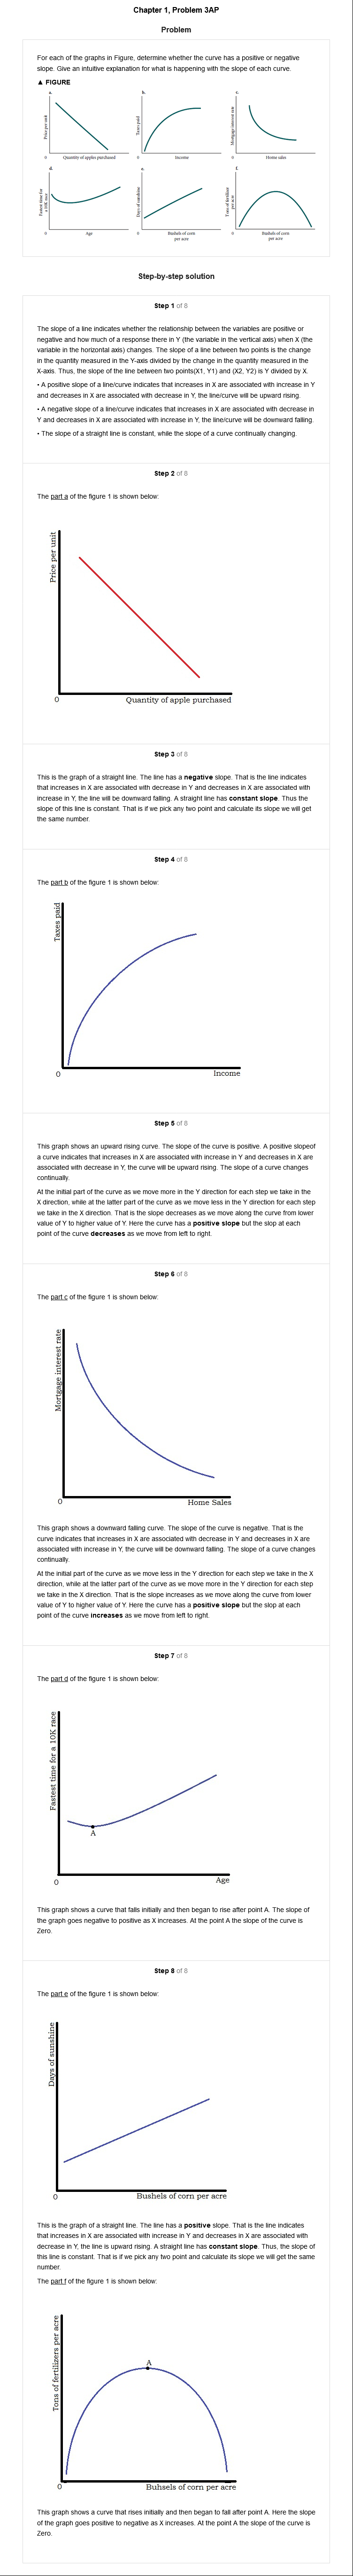 Chapter 1, Problem 3AP
Problem
For each of the graphs in Figure, determine whether the curve has a positive or negative
slope. Give an intuitive explanation for what is happening with the slope of each curve.
▲ FIGURE
a.
Price per unit
0
Quantity of apples purchased
b.
Taxes paid
0
Income
c.
Mortgage interest rate
0
Home sales
d.
Fastest time for
a 10K race
0
Age
e.
Days of sunshine
0
Bushels of corn
per acre
f.
Tons of fertilizer
per acre
0
Bushels of corn
per acre
Step-by-step solution
Step 1 of 8
The slope of a line indicates whether the relationship between the variables are positive or
negative and how much of a response there in Y (the variable in the vertical axis) when X (the
variable in the horizontal axis) changes. The slope of a line between two points is the change
in the quantity measured in the Y-axis divided by the change in the quantity measured in the
X-axis. Thus, the slope of the line between two points(X1, Y1) and (X2, Y2) is Y divided by X.
• A positive slope of a line/curve indicates that increases in X are associated with increase in Y
and decreases in X are associated with decrease in Y, the line/curve will be upward rising.
• A negative slope of a line/curve indicates that increases in X are associated with decrease in
Y and decreases in X are associated with increase in Y, the line/curve will be downward falling.
• The slope of a straight line is constant, while the slope of a curve continually changing.
Step 2 of 8
The part a of the figure 1 is shown below:
Price per unit
0
Quantity of apple purchased
Step 3 of 8
This is the graph of a straight line. The line has a negative slope. That is the line indicates
that increases in X are associated with decrease in Y and decreases in X are associated with
increase in Y, the line will be downward falling. A straight line has constant slope. Thus the
slope of this line is constant. That is if we pick any two point and calculate its slope we will get
the same number.
Step 4 of 8
The part b of the figure 1 is shown below:
Taxes paid
0
Income
Step 5 of 8
This graph shows an upward rising curve. The slope of the curve is positive. A positive slopeof
a curve indicates that increases in X are associated with increase in Y and decreases in X are
associated with decrease in Y, the curve will be upward rising. The slope of a curve changes
continually.
At the initial part of the curve as we move more in the Y direction for each step we take in the
X direction, while at the latter part of the curve as we move less in the Y direction for each step
we take in the X direction. That is the slope decreases as we move along the curve from lower
value of Y to higher value of Y. Here the curve has a positive slope but the slop at each
point of the curve decreases as we move from left to right.
Step 6 of 8
The part c of the figure 1 is shown below:
Mortgage interest rate
0
Home Sales
This graph shows a downward falling curve. The slope of the curve is negative. That is the
curve indicates that increases in X are associated with decrease in Y and decreases in X are
associated with increase in Y, the curve will be downward falling. The slope of a curve changes
continually.
At the initial part of the curve as we move less in the Y direction for each step we take in the X
direction, while at the latter part of the curve as we move more in the Y direction for each step
we take in the X direction. That is the slope increases as we move along the curve from lower
value of Y to higher value of Y. Here the curve has a positive slope but the slop at each
point of the curve increases as we move from left to right.
Step 7 of 8
The part d of the figure 1 is shown below:
Fastest time for a 10K race
A
0
Age
This graph shows a curve that falls initially and then began to rise after point A. The slope of
the graph goes negative to positive as X increases. At the point A the slope of the curve is
Zero.
Step 8 of 8
The part e of the figure 1 is shown below:
Days of sunshine
0
Bushels of corn per acre
This is the graph of a straight line. The line has a positive slope. That is the line indicates
that increases in X are associated with increase in Y and decreases in X are associated with
decrease in Y, the line is upward rising. A straight line has constant slope. Thus, the slope of
this line is constant. That is if we pick any two point and calculate its slope we will get the same
number.
The part f of the figure 1 is shown below:
Tons of fertilizers per acre
A
0
Buhsels of corn per acre
This graph shows a curve that rises initially and then began to fall after point A. Here the slope
of the graph goes positive to negative as X increases. At the point A the slope of the curve is
Zero.